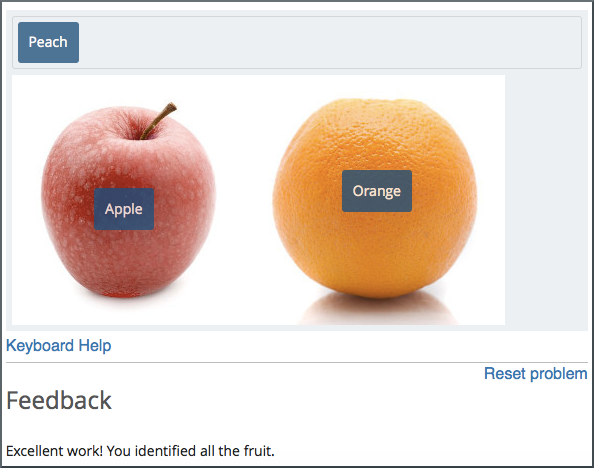 Peach
Apple
Orange
Keyboard Help
Reset problem
Feedback
Excellent work! You identified all the fruit.